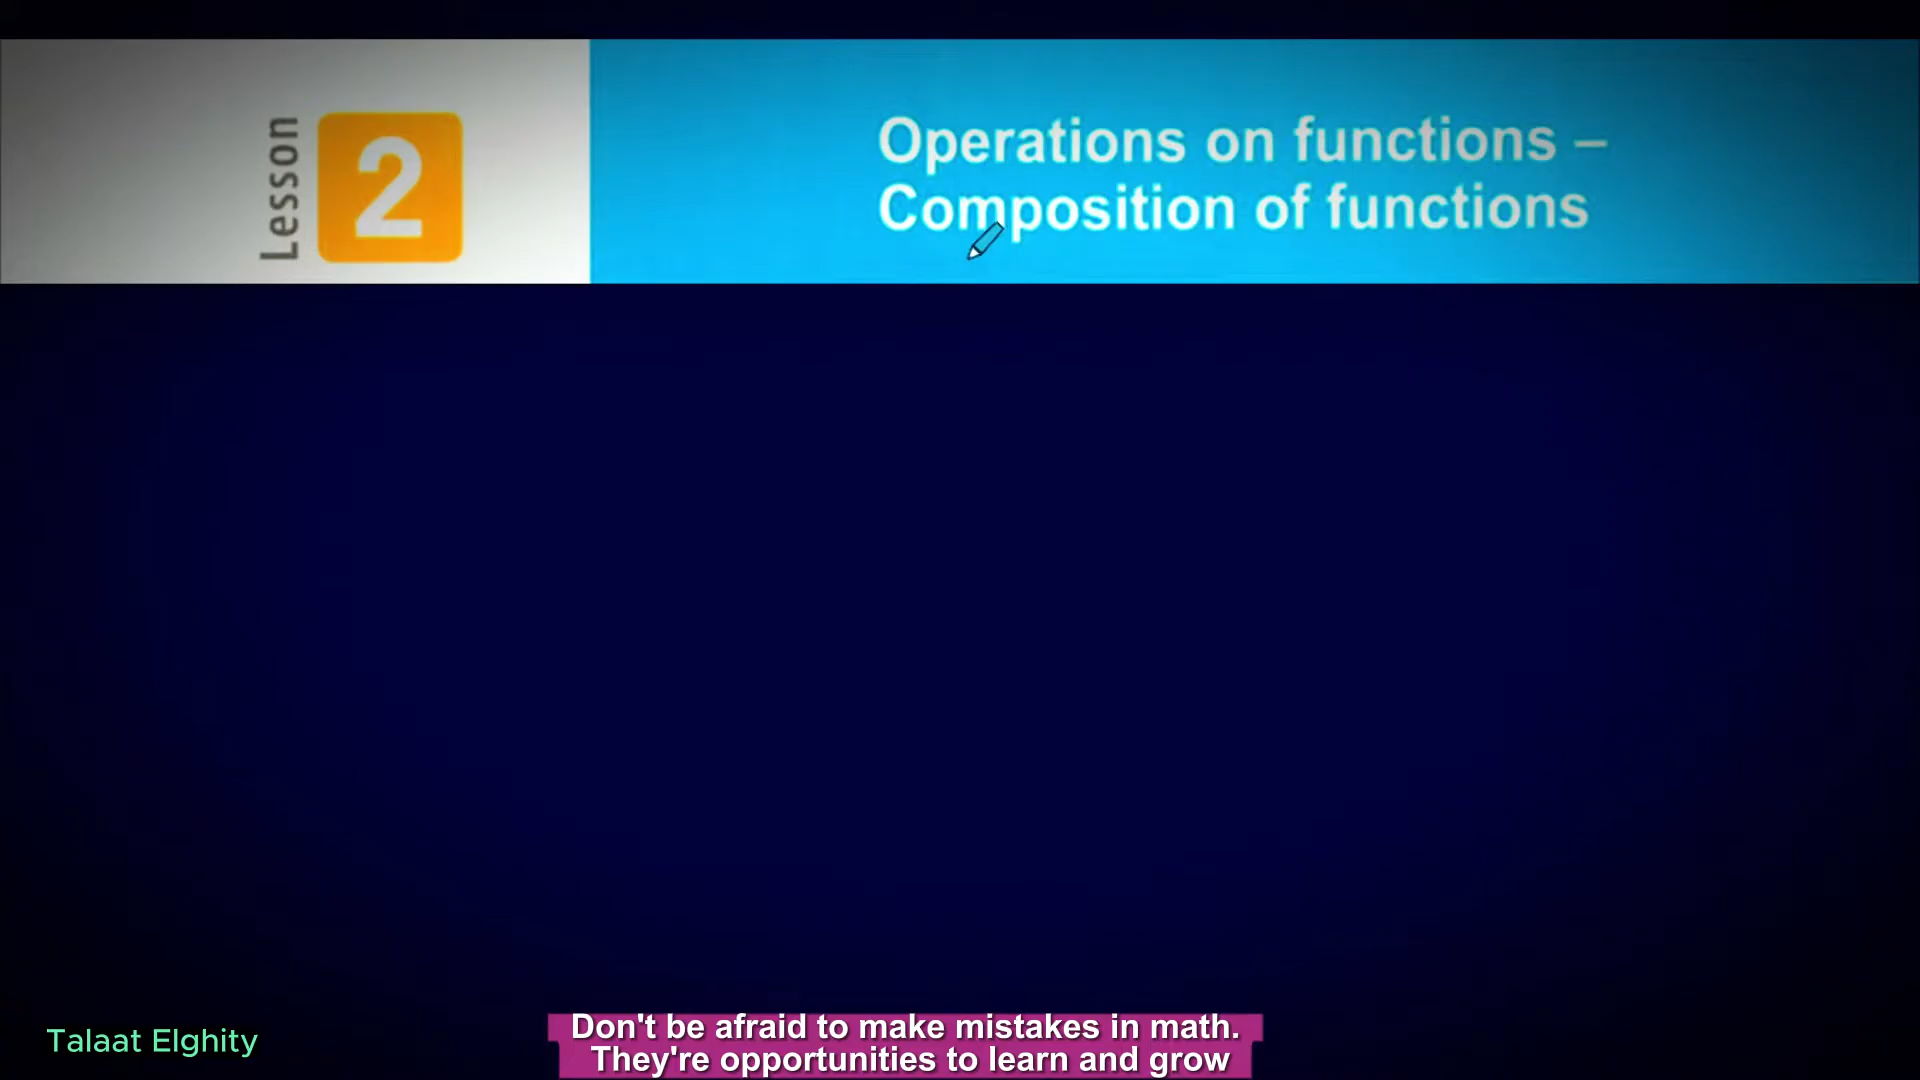 Lesson
2
Operations on functions –
Composition of functions
Talaat Elghity
Don't be afraid to make mistakes in math.
They're opportunities to learn and grow